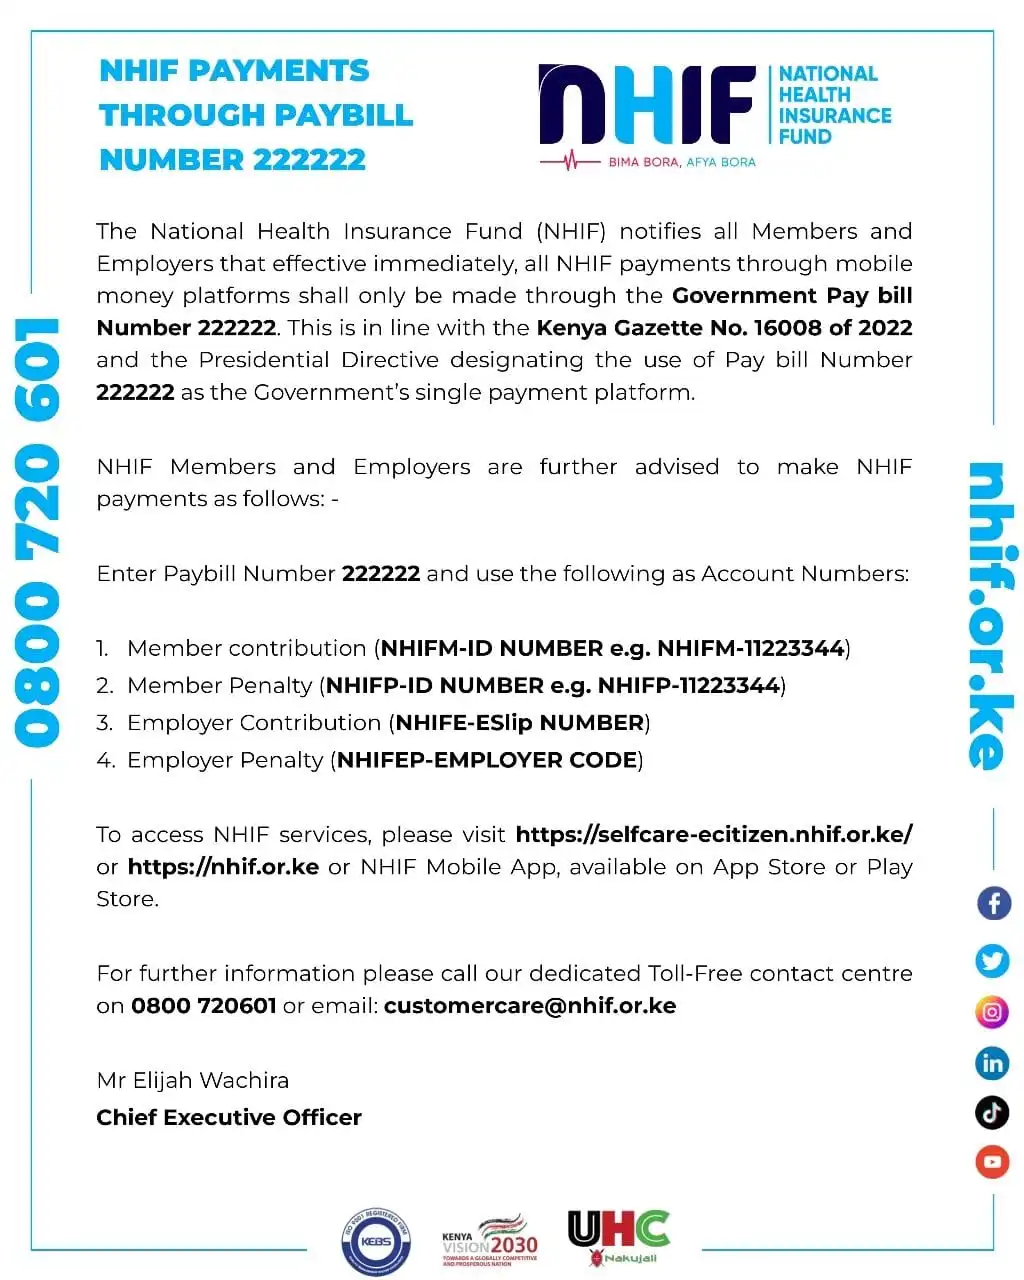 NHIF PAYMENTS
THROUGH PAYBILL
NUMBER 222222
nHIF
NATIONAL
HEALTH
INSURANCE
FUND
BIMA BORA, AFYA BORA
The National Health Insurance Fund (NHIF) notifies all Members and
Employers that effective immediately, all NHIF payments through mobile
money platforms shall only be made through the Government Pay bill
Number 222222. This is in line with the Kenya Gazette No. 16008 of 2022
and the Presidential Directive designating the use of Pay bill Number
222222 as the Government’s single payment platform.
NHIF Members and Employers are further advised to make NHIF
payments as follows: -
Enter Paybill Number 222222 and use the following as Account Numbers:
1. Member contribution (NHIFM-ID NUMBER e.g. NHIFM-11223344)
2. Member Penalty (NHIFP-ID NUMBER e.g. NHIFP-11223344)
3. Employer Contribution (NHIFE-ESlip NUMBER)
4. Employer Penalty (NHIFEP-EMPLOYER CODE)
To access NHIF services, please visit https://selfcare-ecitizen.nhif.or.ke/
or https://nhif.or.ke or NHIF Mobile App, available on App Store or Play
Store.
For further information please call our dedicated Toll-Free contact centre
on 0800 720601 or email: customercare@nhif.or.ke
Mr Elijah Wachira
Chief Executive Officer
0800 720 601
nhif.or.ke
ISO 9001 REGISTERED FIRM
KEBS
KENYA
VISION 2030
TOWARDS A GLOBALLY COMPETITIVE
AND PROSPEROUS NATION
UHC
Nakujali